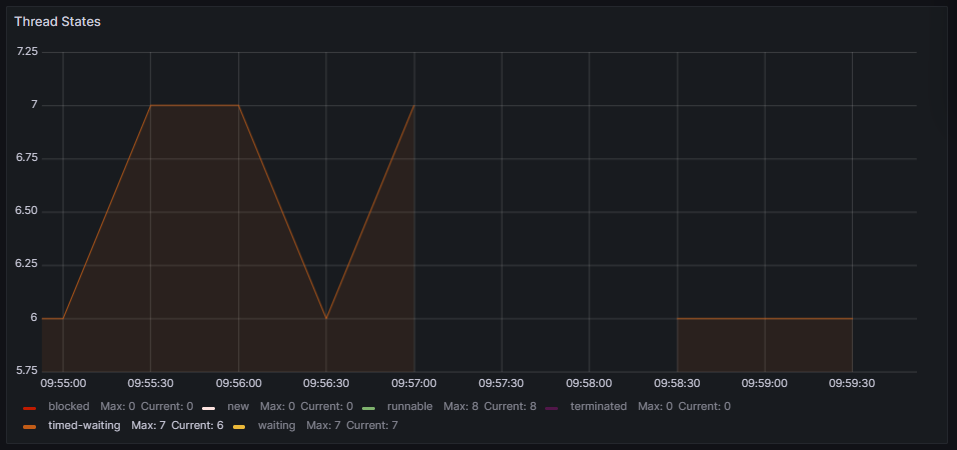 Thread States
7.25
7
6.75
6.50
6.25
6
5.75
09:55:00 09:55:30 09:56:00 09:56:30 09:57:00 09:57:30 09:58:00 09:58:30 09:59:00 09:59:30
blocked Max: 0 Current: 0 new Max: 0 Current: 0 runnable Max: 8 Current: 8 terminated Max: 0 Current: 0
timed-waiting Max: 7 Current: 6 waiting Max: 7 Current: 7